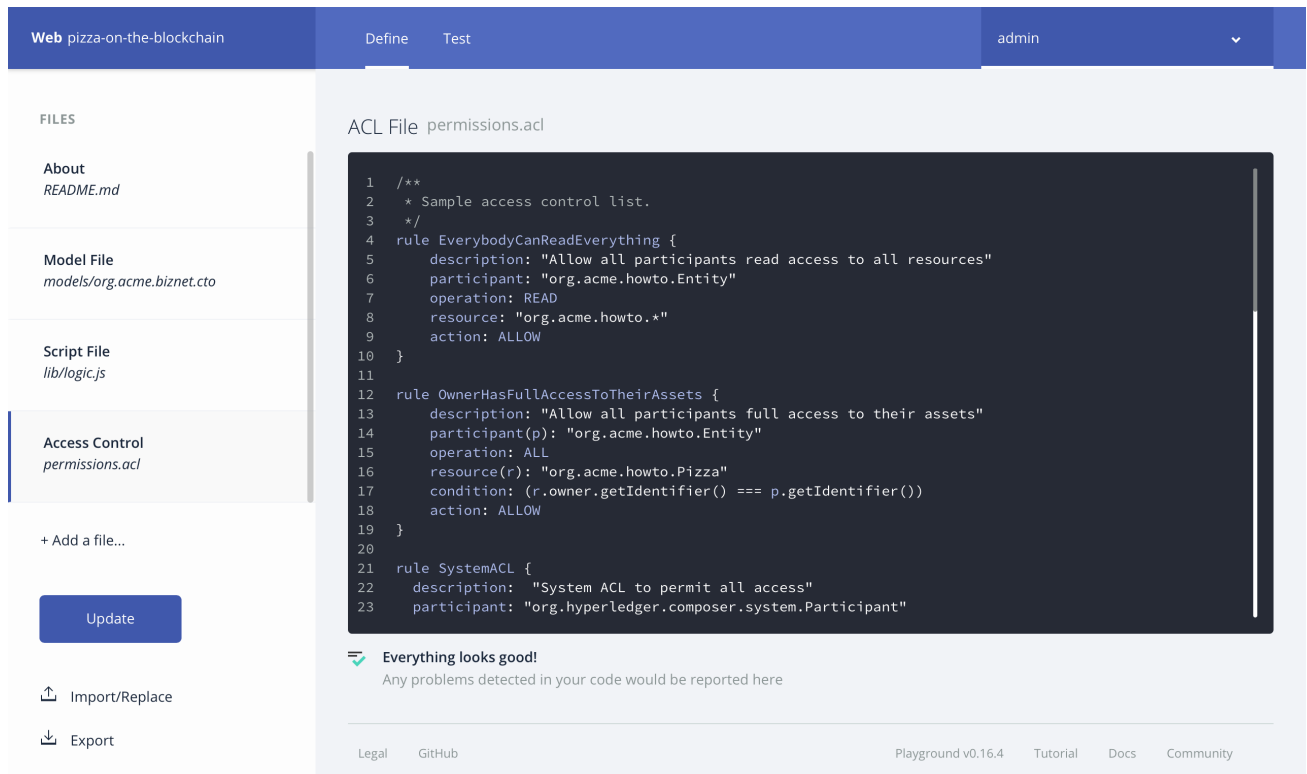 Web pizza-on-the-blockchain
Define Test
admin
FILES
About
README.md
Model File
models/org.acme.biznet.cto
Script File
lib/logic.js
Access Control
permissions.acl
+ Add a file...
Update
Import/Replace
Export
ACL File permissions.acl
1 /**
2  * Sample access control list.
3  */
4 rule EverybodyCanReadEverything {
5     description: "Allow all participants read access to all resources"
6     participant: "org.acme.howto.Entity"
7     operation: READ
8     resource: "org.acme.howto.*"
9     action: ALLOW
10 }
11
12 rule OwnerHasFullAccessToTheirAssets {
13     description: "Allow all participants full access to their assets"
14     participant(p): "org.acme.howto.Entity"
15     operation: ALL
16     resource(r): "org.acme.howto.Pizza"
17     condition: (r.owner.getIdentifier() === p.getIdentifier())
18     action: ALLOW
19 }
20
21 rule SystemACL {
22   description:  "System ACL to permit all access"
23   participant: "org.hyperledger.composer.system.Participant"
Everything looks good!
Any problems detected in your code would be reported here
Legal GitHub Playground v0.16.4 Tutorial Docs Community